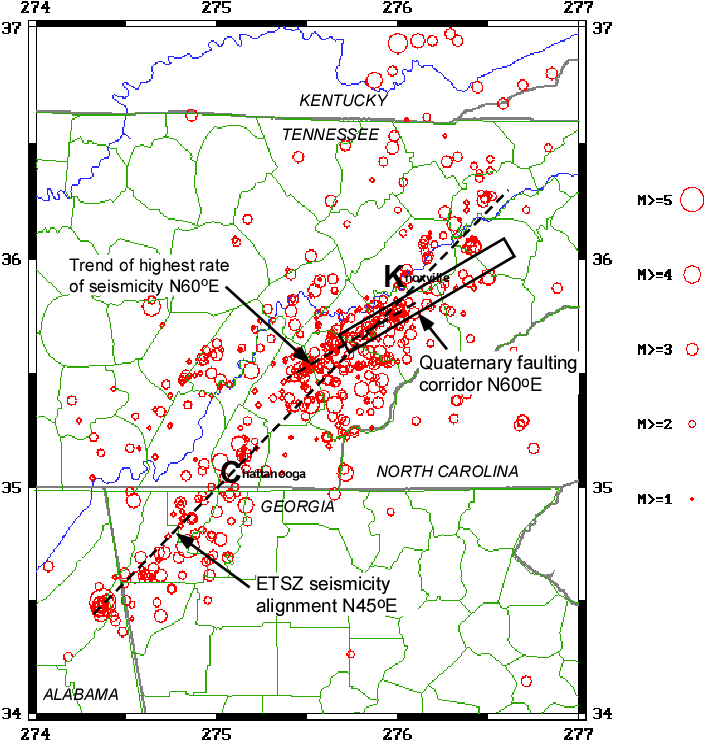 274 275 276 277
37 37
KENTUCKY
TENNESSEE
M>=5
36 36
Trend of highest rate
of seismicity N60ºE
Knoxville
M>=4
Quaternary faulting
corridor N60ºE
M>=3
M>=2
Chattanooga
NORTH CAROLINA
35 35
GEORGIA
M>=1
ETSZ seismicity
alignment N45ºE
ALABAMA
34 34
274 275 276 277